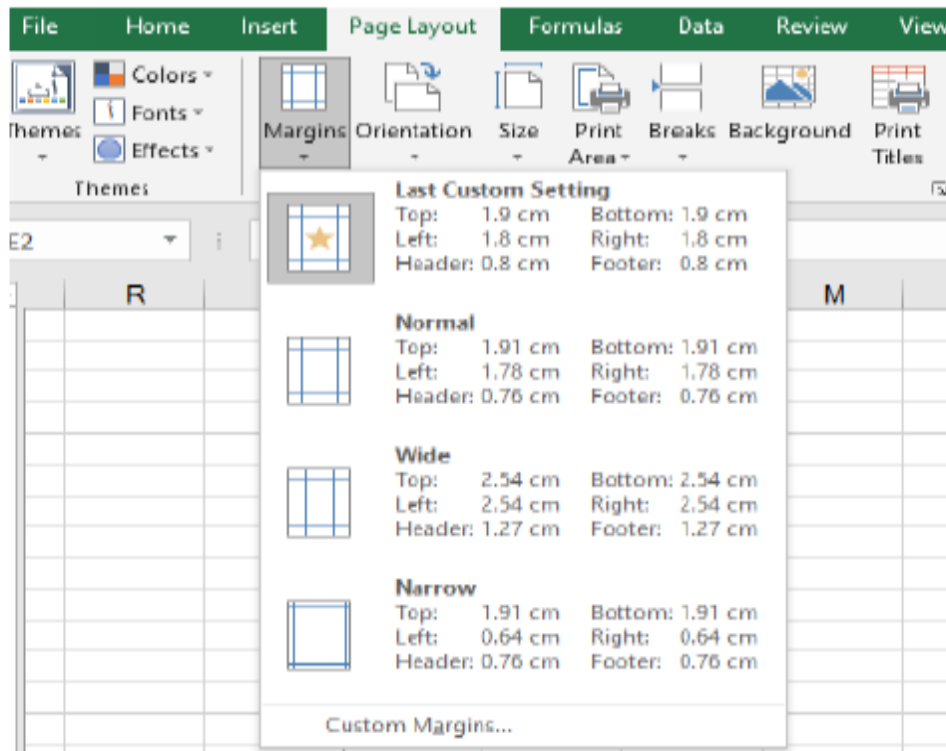 File Home Insert Page Layout Formulas Data Review View
Colors
Fonts
Effects
Themes
Margins Orientation Size Print Area Breaks Background Print Titles
Themes
E2
R M
Last Custom Setting
Top: 1.9 cm Bottom: 1.9 cm
Left: 1.8 cm Right: 1.8 cm
Header: 0.8 cm Footer: 0.8 cm
Normal
Top: 1.91 cm Bottom: 1.91 cm
Left: 1.78 cm Right: 1.78 cm
Header: 0.76 cm Footer: 0.76 cm
Wide
Top: 2.54 cm Bottom: 2.54 cm
Left: 2.54 cm Right: 2.54 cm
Header: 1.27 cm Footer: 1.27 cm
Narrow
Top: 1.91 cm Bottom: 1.91 cm
Left: 0.64 cm Right: 0.64 cm
Header: 0.76 cm Footer: 0.76 cm
Custom Margins...